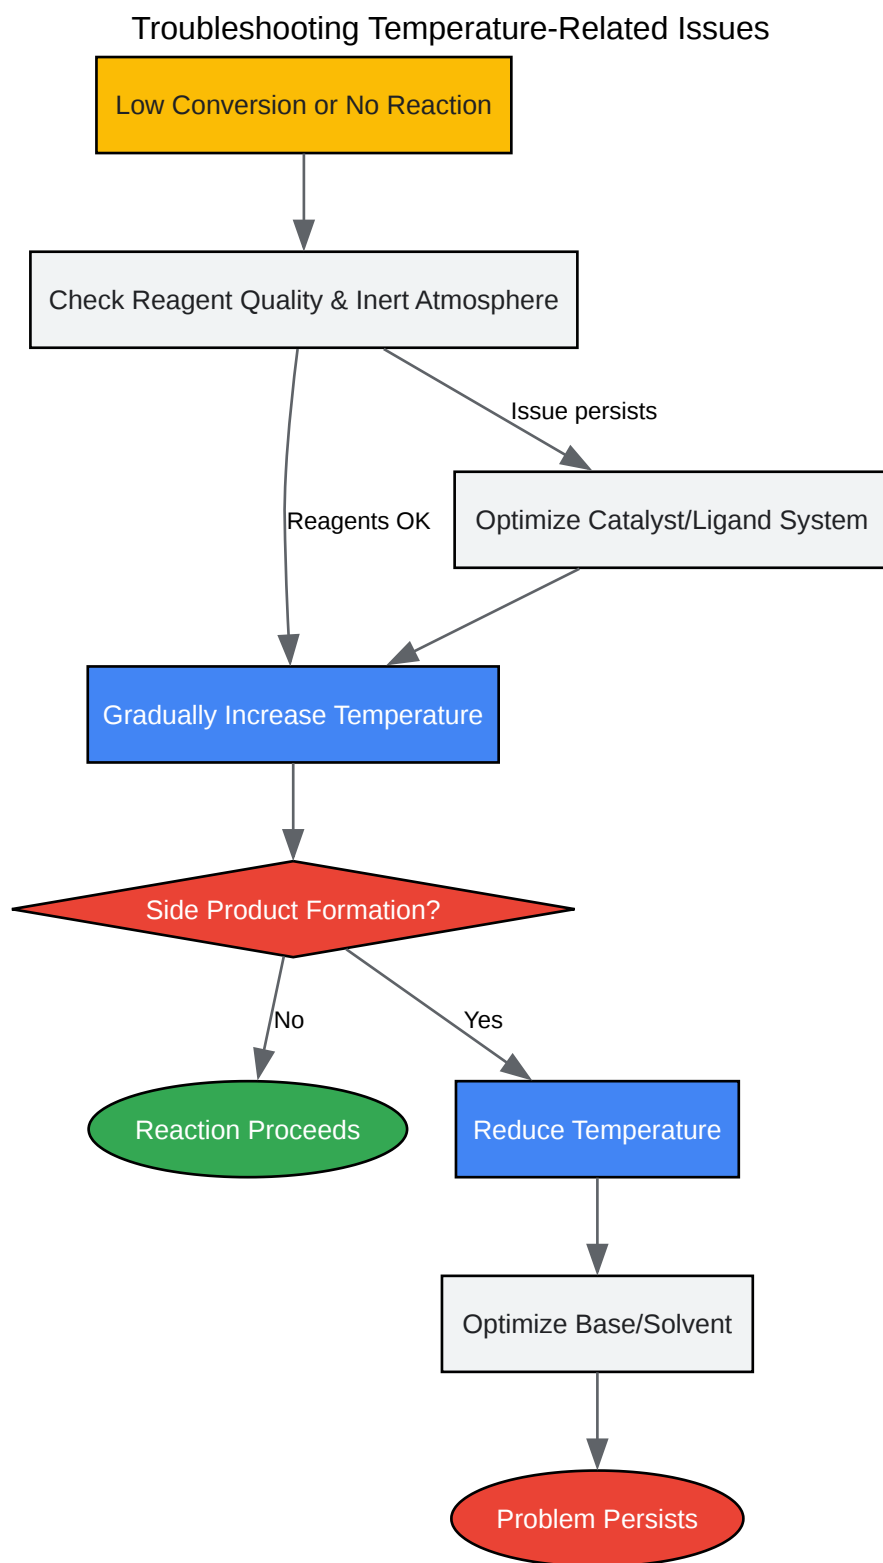 Troubleshooting Temperature-Related Issues
Low Conversion or No Reaction
Check Reagent Quality & Inert Atmosphere
Issue persists
Reagents OK
Optimize Catalyst/Ligand System
Gradually Increase Temperature
Side Product Formation?
No
Yes
Reaction Proceeds
Reduce Temperature
Optimize Base/Solvent
Problem Persists